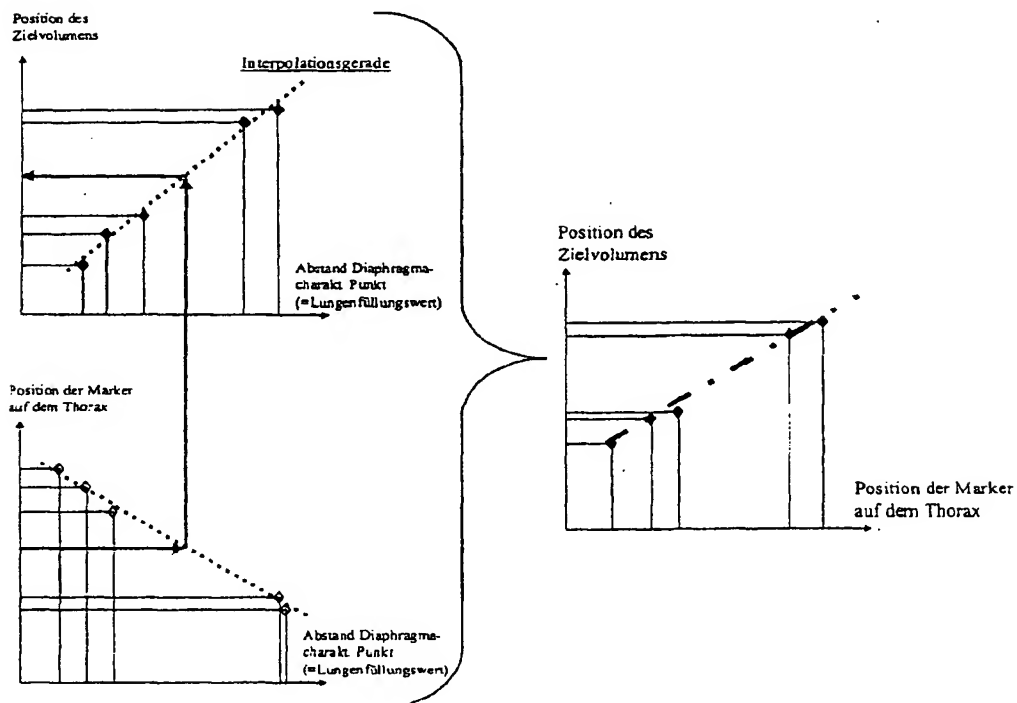 Position des
Zielvolumens
Interpolationsgerade
Abstand Diaphragma-
charakt. Punkt
(=Lungenfüllungswert)
Position der Marker
auf dem Thorax
Abstand Diaphragma-
charakt. Punkt
(=Lungenfüllungswert)
Position des
Zielvolumens
Position der Marker
auf dem Thorax